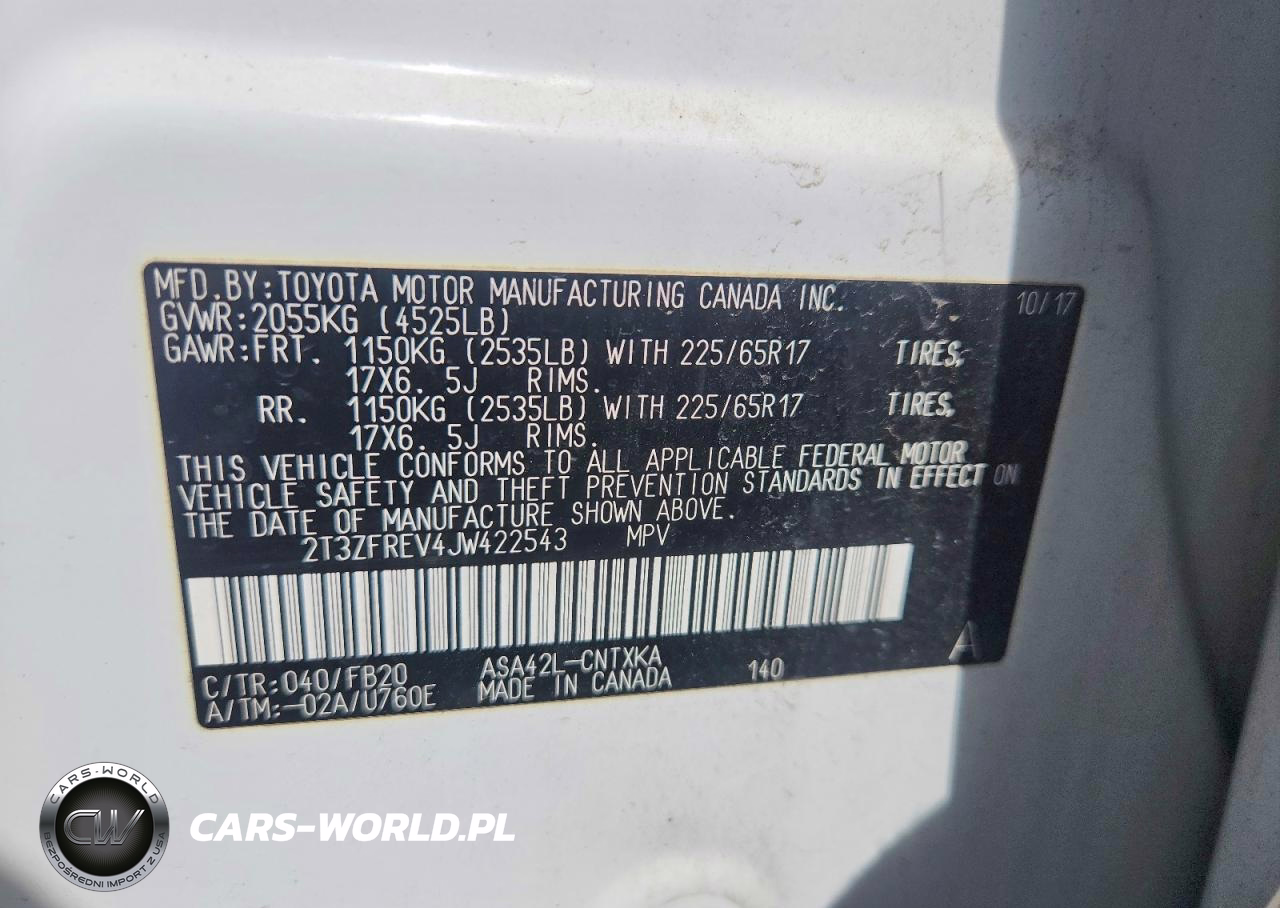 MFD.BY:TOYOTA MOTOR MANUFACTURING CANADA INC. 10/17
GVWR:2055KG (4525LB)
GAWR:FRT. 1150KG (2535LB) WITH 225/65R17 TIRES,
17X6.5J RIMS.
RR. 1150KG (2535LB) WITH 225/65R17 TIRES,
17X6.5J RIMS.
THIS VEHICLE CONFORMS TO ALL APPLICABLE FEDERAL MOTOR
VEHICLE SAFETY AND THEFT PREVENTION STANDARDS IN EFFECT ON
THE DATE OF MANUFACTURE SHOWN ABOVE.
2T3ZFREV4JW422543 MPV
A
C/TR:040/FB20 ASA42L-CNTXKA 140
A/TM:-02A/U760E MADE IN CANADA
CARS-WORLD
CW
BEZPOŚREDNI IMPORT Z USA
CARS-WORLD.PL